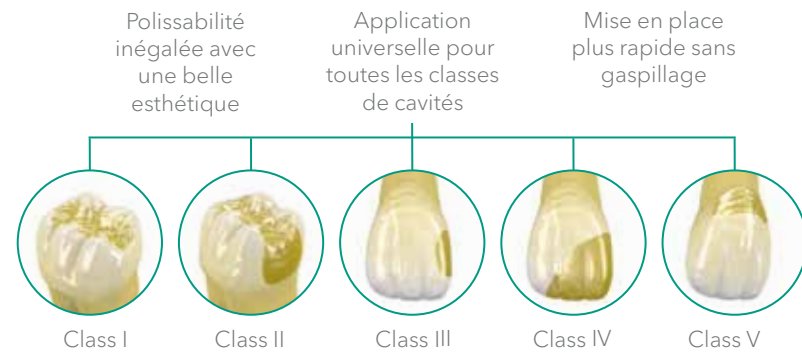 Polissabilité
inégalée avec
une belle
esthétique
Application
universelle pour
toutes les classes
de cavités
Mise en place
plus rapide sans
gaspillage
Class I
Class II
Class III
Class IV
Class V